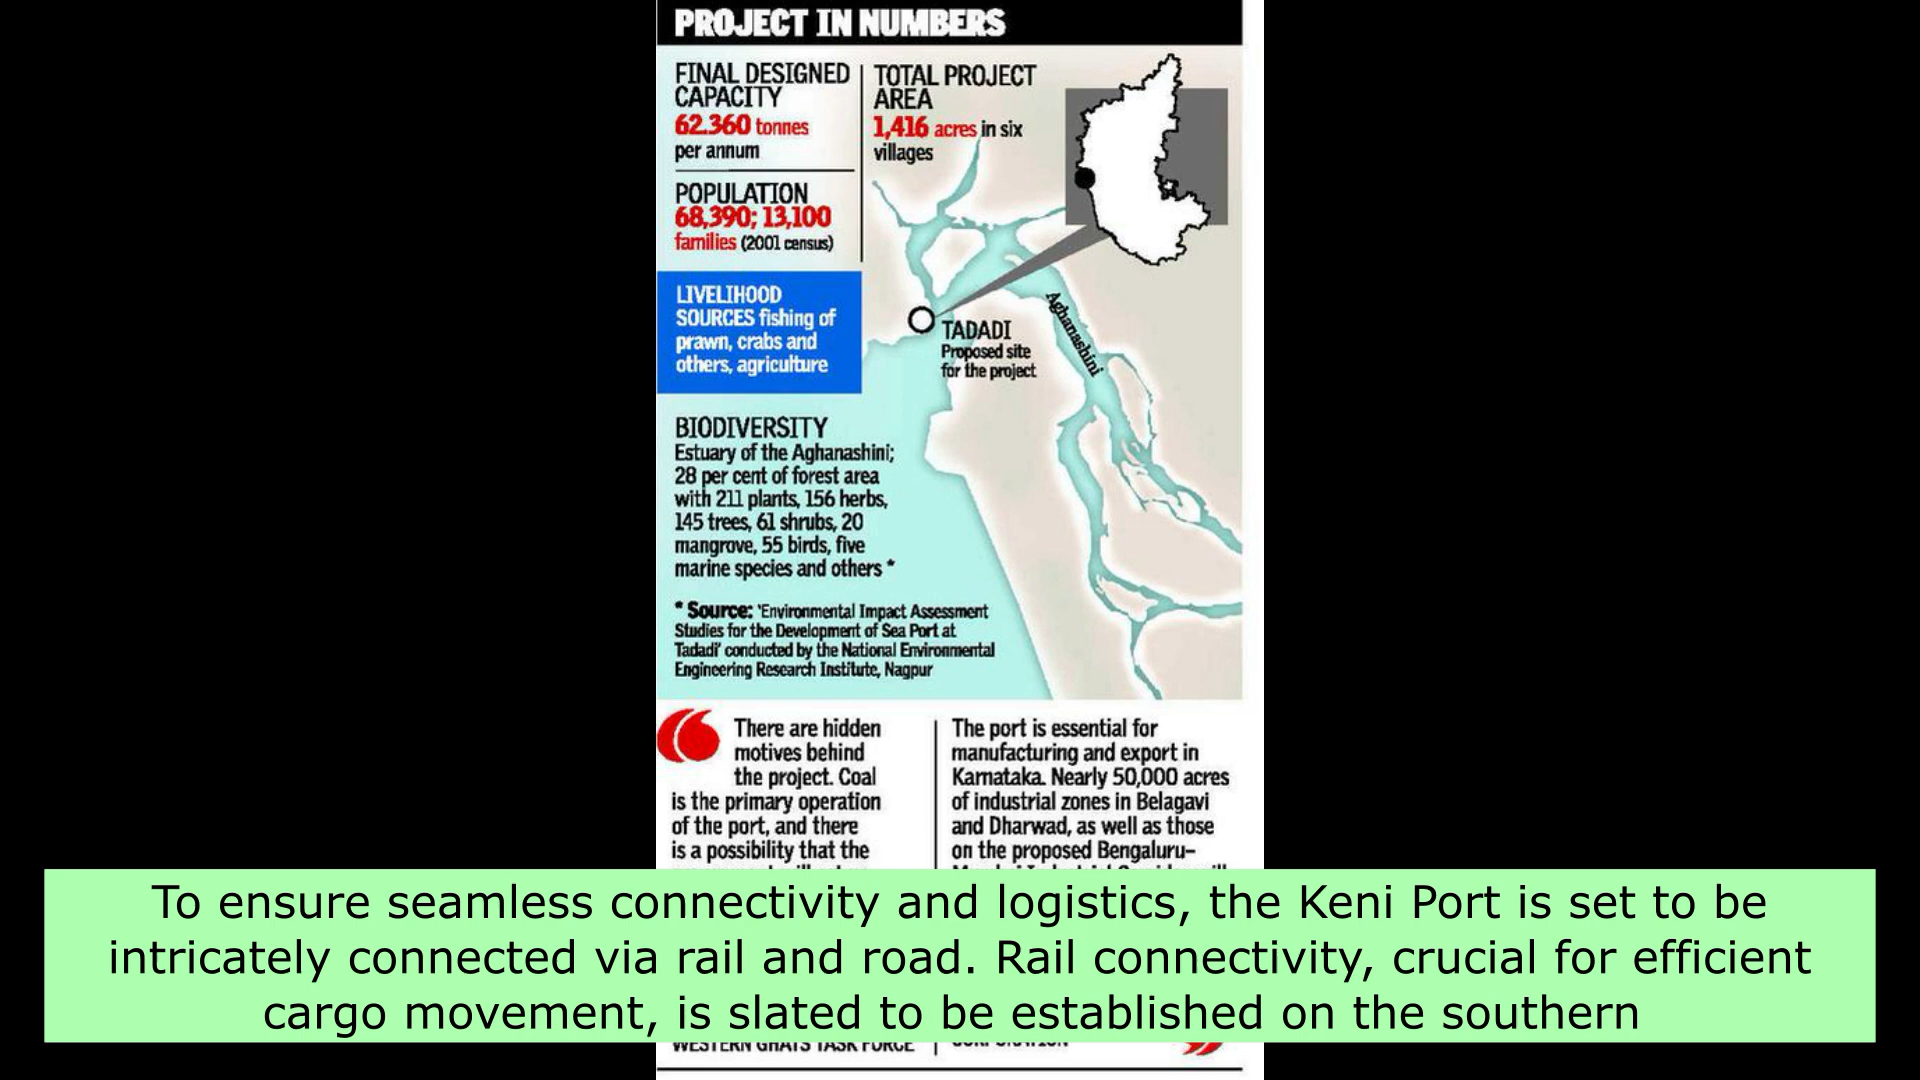 PROJECT IN NUMBERS
FINAL DESIGNED
CAPACITY
62.360 tonnes
per annum
TOTAL PROJECT
AREA
1,416 acres in six
villages
POPULATION
68,390; 13,100
families (2001 census)
LIVELIHOOD
SOURCES fishing of
prawn, crabs and
others, agriculture
Aghanashini
TADADI
Proposed site
for the project
BIODIVERSITY
Estuary of the Aghanashini;
28 per cent of forest area
with 211 plants, 156 herbs,
145 trees, 61 shrubs, 20
mangrove, 55 birds, five
marine species and others *
* Source: 'Environmental Impact Assessment
Studies for the Development of Sea Port at
Tadadi' conducted by the National Environmental
Engineering Research Institute, Nagpur
There are hidden
motives behind
the project. Coal
is the primary operation
of the port, and there
is a possibility that the
The port is essential for
manufacturing and export in
Karnataka. Nearly 50,000 acres
of industrial zones in Belagavi
and Dharwad, as well as those
on the proposed Bengaluru-
To ensure seamless connectivity and logistics, the Keni Port is set to be
intricately connected via rail and road. Rail connectivity, crucial for efficient
cargo movement, is slated to be established on the southern
WESTERN GHATS TASK FORCE